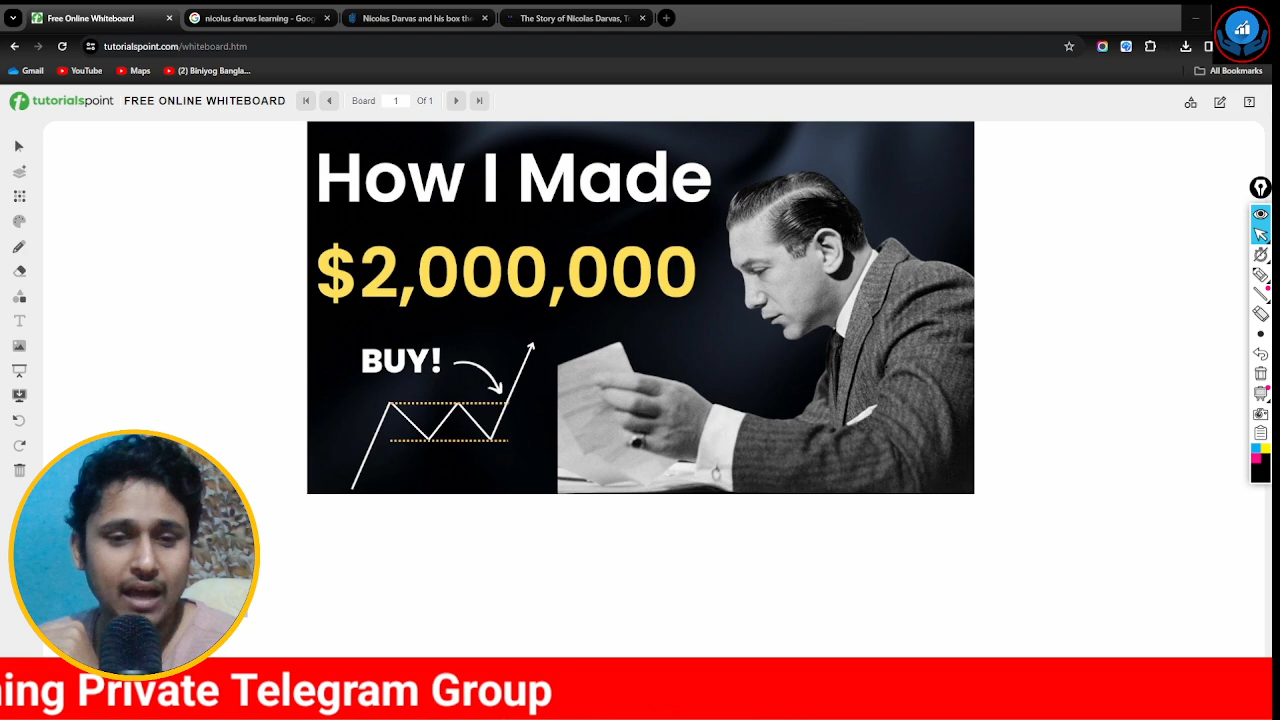 Free Online Whiteboard
nicolus darvas learning - Goog
Nicolas Darvas and his box the
The Story of Nicolas Darvas, Tr
tutorialspoint.com/whiteboard.htm
Gmail
YouTube
Maps
(2) Biniyog Bangla...
All Bookmarks
tutorialspoint
FREE ONLINE WHITEBOARD
Board 1 Of 1
How I Made
$2,000,000
BUY!
ning Private Telegram Group